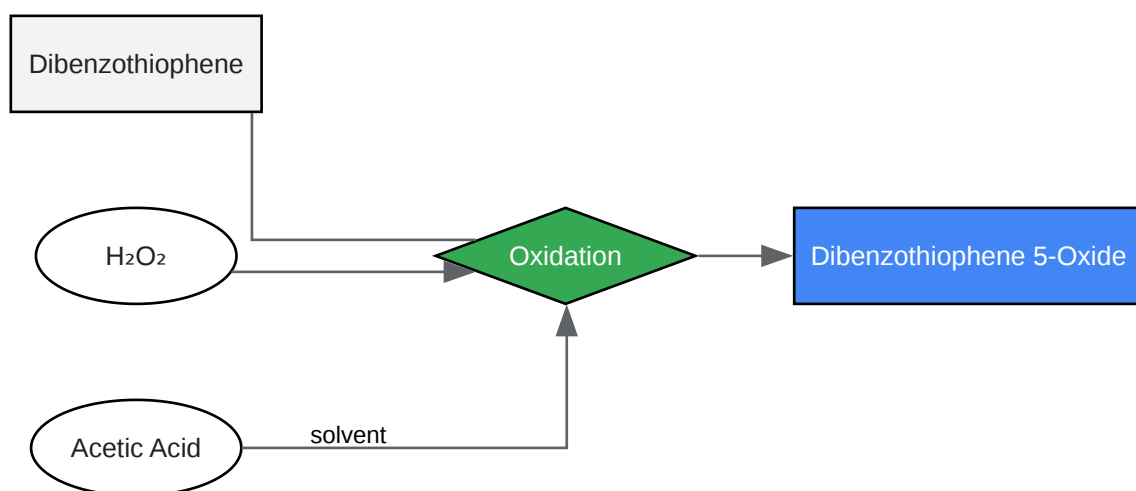 Dibenzothiophene
H₂O₂
Oxidation
Dibenzothiophene 5-Oxide
solvent
Acetic Acid